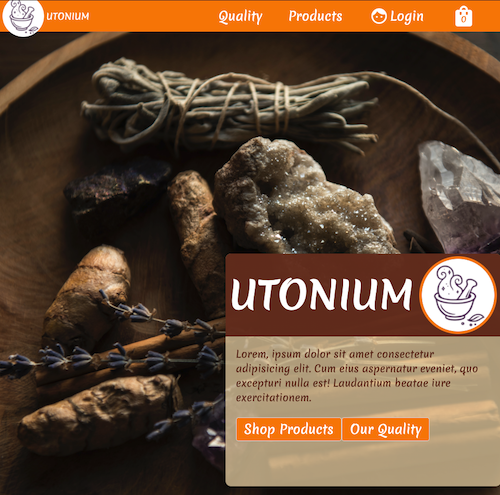 UTONIUM
Quality Products Login 0
UTONIUM
Lorem, ipsum dolor sit amet consectetur
adipisicing elit. Cum eius aspernatur eveniet, quo
excepturi nulla est! Laudantium beatae iure
exercitationem.
Shop Products Our Quality